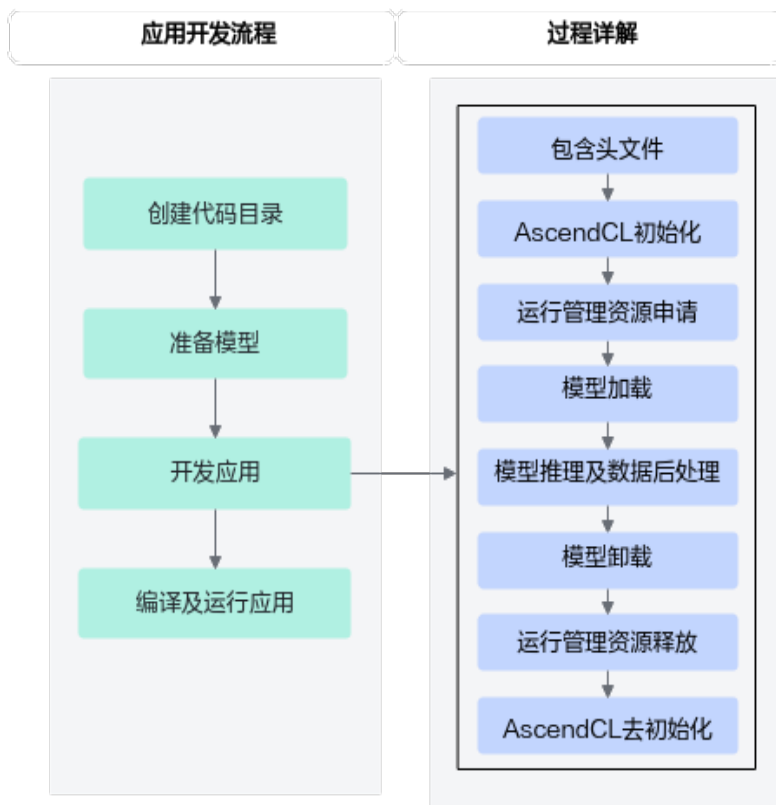 应用开发流程
过程详解
创建代码目录
准备模型
开发应用
编译及运行应用
包含头文件
AscendCL初始化
运行管理资源申请
模型加载
模型推理及数据后处理
模型卸载
运行管理资源释放
AscendCL去初始化